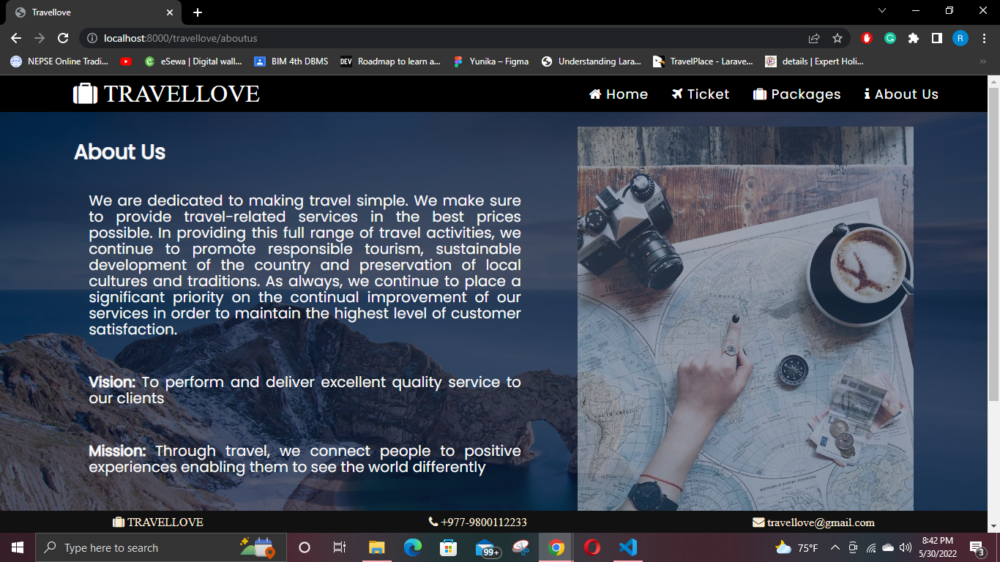 Travellove
localhost:8000/travellove/aboutus
R
NEPSE Online Tradi...
eSewa | Digital wall...
BIM 4th DBMS
DEV Roadmap to learn a...
Yunika – Figma
Understanding Lara...
TravelPlace - Larave...
details | Expert Holi...
TRAVELLOVE
Home
Ticket
Packages
About Us
About Us
We are dedicated to making travel simple. We make sure
to provide travel-related services in the best prices
possible. In providing this full range of travel activities, we
continue to promote responsible tourism, sustainable
development of the country and preservation of local
cultures and traditions. As always, we continue to place a
significant priority on the continual improvement of our
services in order to maintain the highest level of customer
satisfaction.
Vision: To perform and deliver excellent quality service to
our clients
Mission: Through travel, we connect people to positive
experiences enabling them to see the world differently
EUROPE
SOUTH AMERICA
TRAVELLOVE
+977-9800112233
travellove@gmail.com
Type here to search
99+
75°F
8:42 PM
5/30/2022
3